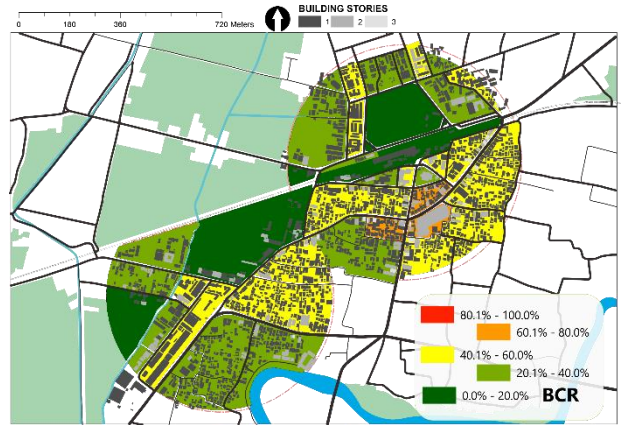 BUILDING STORIES
0 180 360 720 Meters
1 2 3
80.1% - 100.0%
60.1% - 80.0%
40.1% - 60.0%
20.1% - 40.0%
0.0% - 20.0% BCR